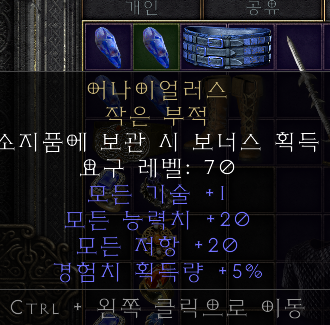 개인 공유
어나이얼러스
작은 부적
소지품에 보관 시 보너스 획득
요구 레벨: 70
모든 기술 +1
모든 능력치 +20
모든 저항 +20
경험치 획득량 +5%
Ctrl + 왼쪽 클릭으로 이동